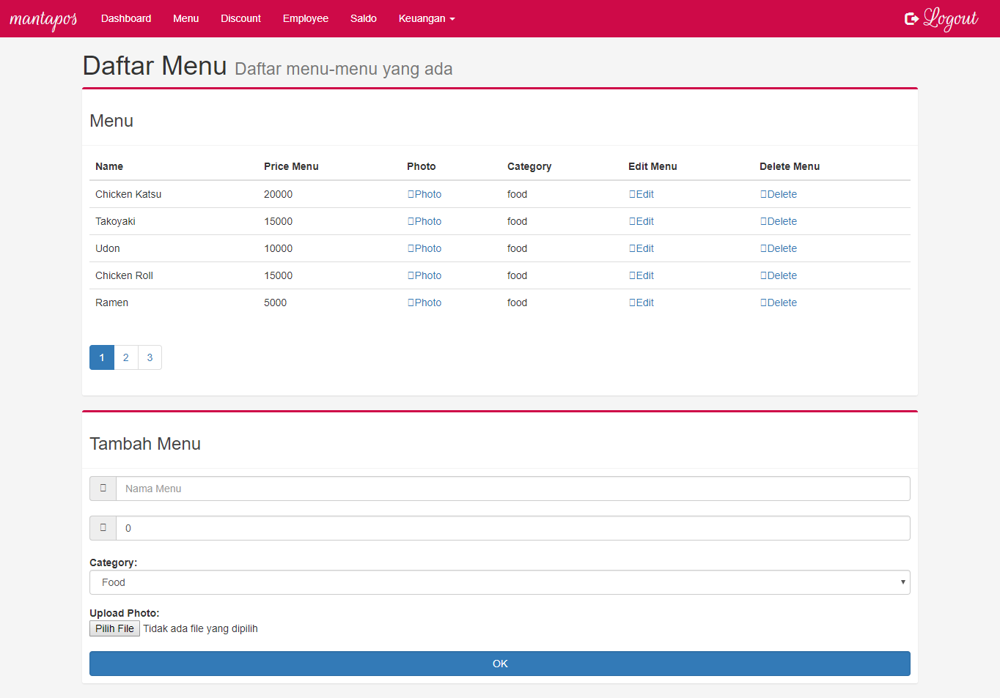 mantapos Dashboard Menu Discount Employee Saldo Keuangan Logout
Daftar Menu Daftar menu-menu yang ada
Menu
Name Price Menu Photo Category Edit Menu Delete Menu
Chicken Katsu 20000 Photo food Edit Delete
Takoyaki 15000 Photo food Edit Delete
Udon 10000 Photo food Edit Delete
Chicken Roll 15000 Photo food Edit Delete
Ramen 5000 Photo food Edit Delete
1 2 3
Tambah Menu
Nama Menu
0
Category:
Food
Upload Photo:
Pilih File Tidak ada file yang dipilih
OK